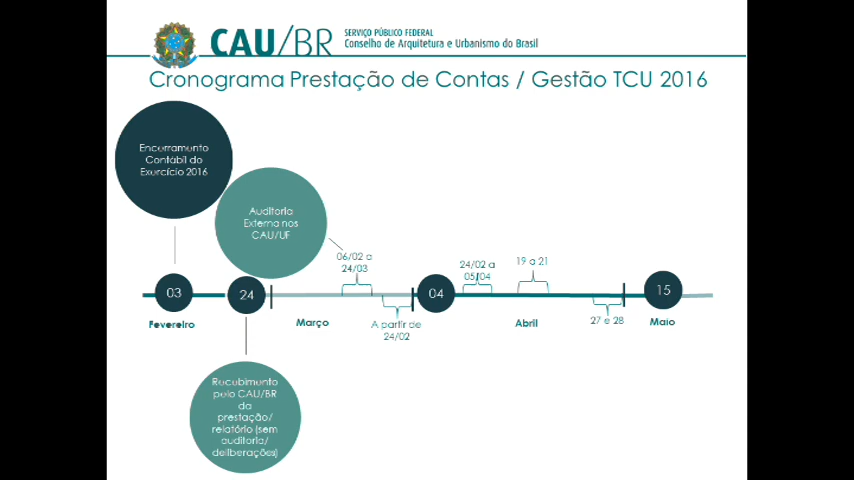 CAU/BR
SERVIÇO PÚBLICO FEDERAL
Conselho de Arquitetura e Urbanismo do Brasil
Cronograma Prestação de Contas / Gestão TCU 2016
Encerramento
Contábil do
Exercício 2016
Auditoria
Externa nos
CAU/UF
06/02 a
24/03
24/02 a
05/04
19 a 21
03
24
04
15
Fevereiro
Março
A partir de
24/02
Abril
27 e 28
Maio
Recebimento
pelo CAU/BR
da
prestação/
relatório (sem
auditoria/
deliberações)